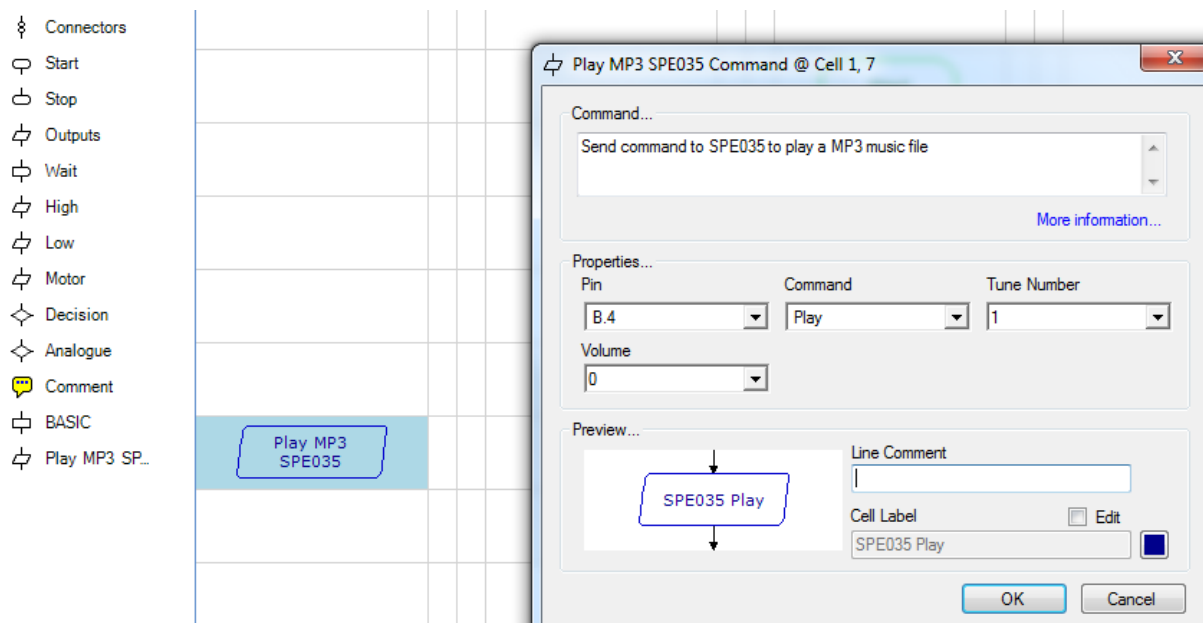 Connectors
Start
Stop
Outputs
Wait
High
Low
Motor
Decision
Analogue
Comment
BASIC
Play MP3 SP...
Play MP3
SPE035
Play MP3 SPE035 Command @ Cell 1, 7
Command...
Send command to SPE035 to play a MP3 music file
More information...
Properties...
Pin
Command
Tune Number
B.4
Play
1
Volume
0
Preview...
SPE035 Play
Line Comment
Cell Label
Edit
SPE035 Play
OK
Cancel